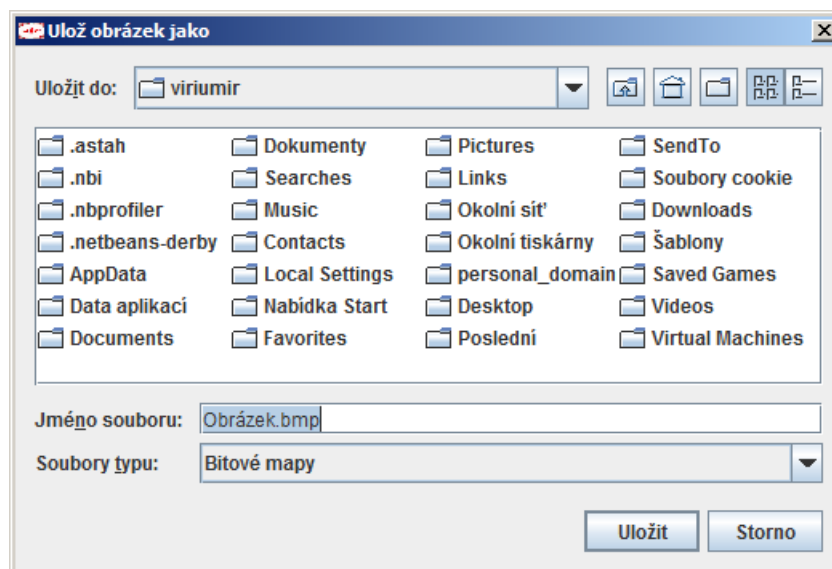 Ulož obrázek jako
Uložit do: viriumir
.astah Dokumenty Pictures SendTo
.nbi Searches Links Soubory cookie
.nbprofiler Music Okolní síť Downloads
.netbeans-derby Contacts Okolní tiskárny Šablony
AppData Local Settings personal_domain Saved Games
Data aplikací Nabídka Start Desktop Videos
Documents Favorites Poslední Virtual Machines
Jméno souboru: Obrázek.bmp
Soubory typu: Bitové mapy
Uložit Storno